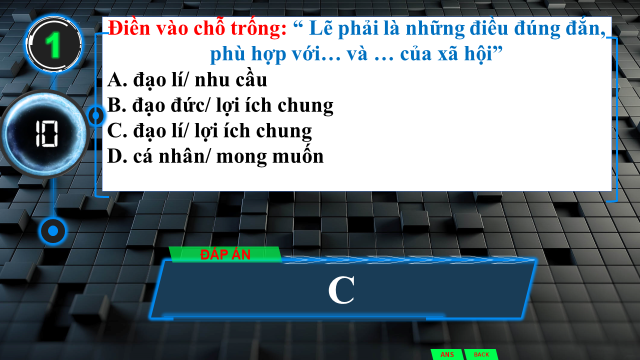 1
Điền vào chỗ trống: “ Lẽ phải là những điều đúng đắn,
phù hợp với… và … của xã hội”
10
A. đạo lí/ nhu cầu
B. đạo đức/ lợi ích chung
C. đạo lí/ lợi ích chung
D. cá nhân/ mong muốn
ĐÁP ÁN
C
ANS
BACK